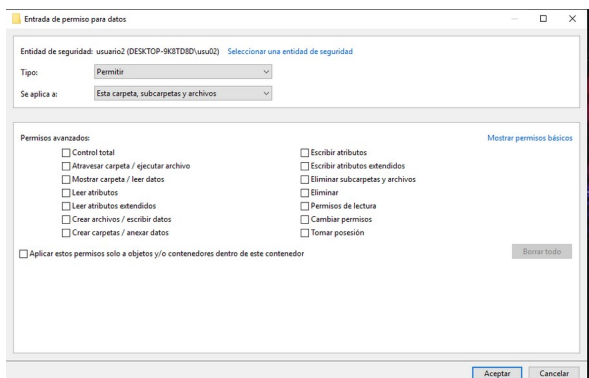 Entrada de permiso para datos
Entidad de seguridad: usuario2 (DESKTOP-9K8TD8D\usu02) Seleccionar una entidad de seguridad
Tipo: Permitir
Se aplica a: Esta carpeta, subcarpetas y archivos
Permisos avanzados: Mostrar permisos básicos
Control total Escribir atributos
Atravesar carpeta / ejecutar archivo Escribir atributos extendidos
Mostrar carpeta / leer datos Eliminar subcarpetas y archivos
Leer atributos Eliminar
Leer atributos extendidos Permisos de lectura
Crear archivos / escribir datos Cambiar permisos
Crear carpetas / anexar datos Tomar posesión
Aplicar estos permisos solo a objetos y/o contenedores dentro de este contenedor Borrar todo
Aceptar Cancelar